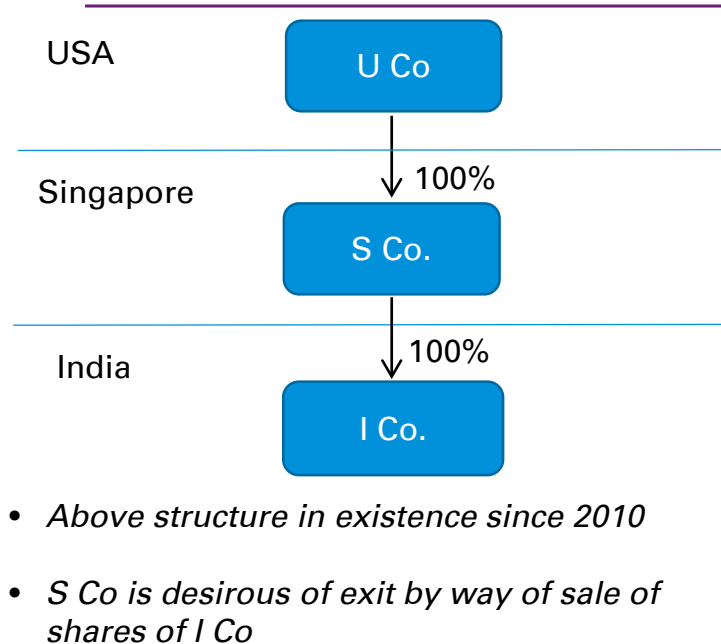 USA
U Co
100%
Singapore
S Co.
100%
India
I Co.
• Above structure in existence since 2010
• S Co is desirous of exit by way of sale of
shares of I Co